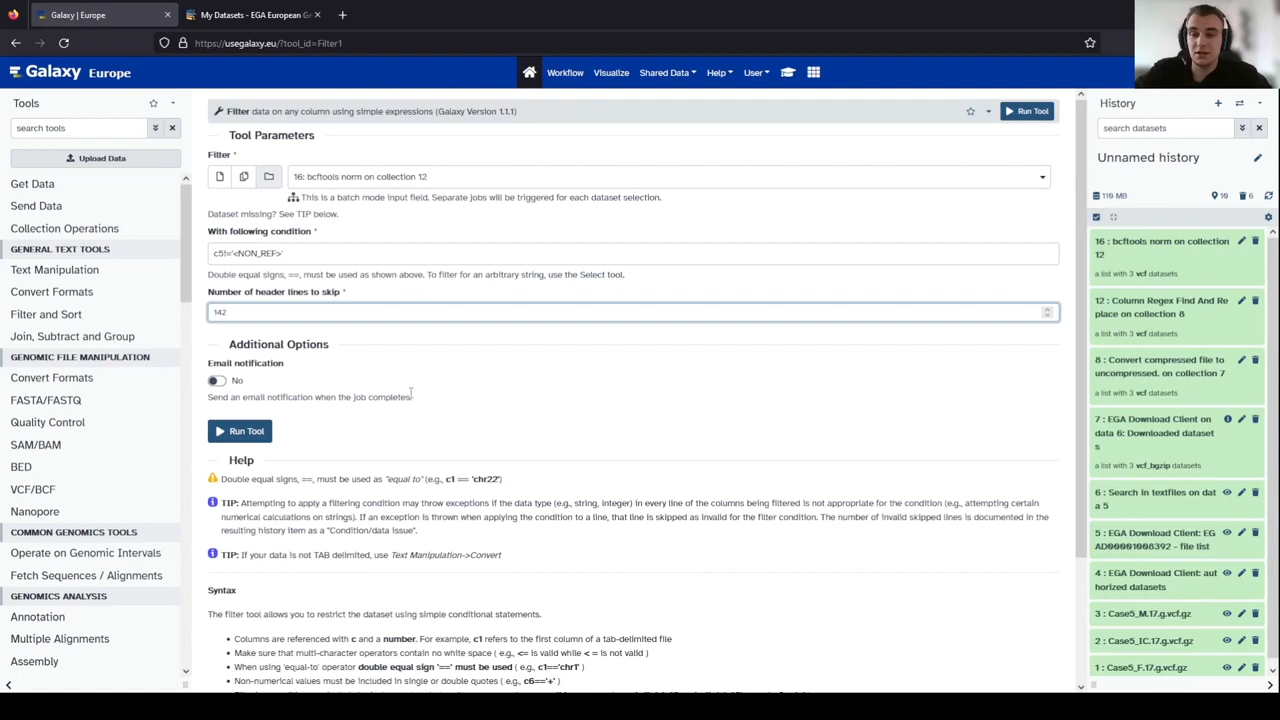 Galaxy | Europe
My Datasets - EGA European Ge
https://usegalaxy.eu/?tool_id=Filter1
Galaxy Europe
Workflow Visualize Shared Data Help User
Tools
search tools
Upload Data
Get Data
Send Data
Collection Operations
GENERAL TEXT TOOLS
Text Manipulation
Convert Formats
Filter and Sort
Join, Subtract and Group
GENOMIC FILE MANIPULATION
Convert Formats
FASTA/FASTQ
Quality Control
SAM/BAM
BED
VCF/BCF
Nanopore
COMMON GENOMICS TOOLS
Operate on Genomic Intervals
Fetch Sequences / Alignments
GENOMICS ANALYSIS
Annotation
Multiple Alignments
Assembly
Filter data on any column using simple expressions (Galaxy Version 1.1.1)
Run Tool
Tool Parameters
Filter *
16: bcftools norm on collection 12
This is a batch mode input field. Separate jobs will be triggered for each dataset selection.
Dataset missing? See TIP below.
With following condition *
c5!='<NON_REF>'
Double equal signs, ==, must be used as shown above. To filter for an arbitrary string, use the Select tool.
Number of header lines to skip *
142
Additional Options
Email notification
No
Send an email notification when the job completes.
Run Tool
Help
Double equal signs, ==, must be used as "equal to" (e.g., c1 == 'chr22')
TIP: Attempting to apply a filtering condition may throw exceptions if the data type (e.g., string, integer) in every line of the columns being filtered is not appropriate for the condition (e.g., attempting certain
numerical calculations on strings). If an exception is thrown when applying the condition to a line, that line is skipped as invalid for the filter condition. The number of invalid skipped lines is documented in the
resulting history item as a "Condition/data issue".
TIP: If your data is not TAB delimited, use Text Manipulation->Convert
Syntax
The filter tool allows you to restrict the dataset using simple conditional statements.
• Columns are referenced with c and a number. For example, c1 refers to the first column of a tab-delimited file
• Make sure that multi-character operators contain no white space ( e.g., <= is valid while < = is not valid )
• When using 'equal-to' operator double equal sign '==' must be used ( e.g., c1=='chr1' )
• Non-numerical values must be included in single or double quotes ( e.g., c6=='+' )
History
search datasets
Unnamed history
119 MB
10
6
16 : bcftools norm on collection
12
a list with 3 vcf datasets
12 : Column Regex Find And Re
place on collection 8
a list with 3 vcf datasets
8 : Convert compressed file to
uncompressed. on collection 7
a list with 3 vcf datasets
7 : EGA Download Client on
data 6: Downloaded dataset
s
a list with 3 vcf_bgzip datasets
6 : Search in textfiles on dat
a 5
5 : EGA Download Client: EG
AD00001008392 - file list
4 : EGA Download Client: aut
horized datasets
3 : Case5_M.17.g.vcf.gz
2 : Case5_IC.17.g.vcf.gz
1 : Case5_F.17.g.vcf.gz